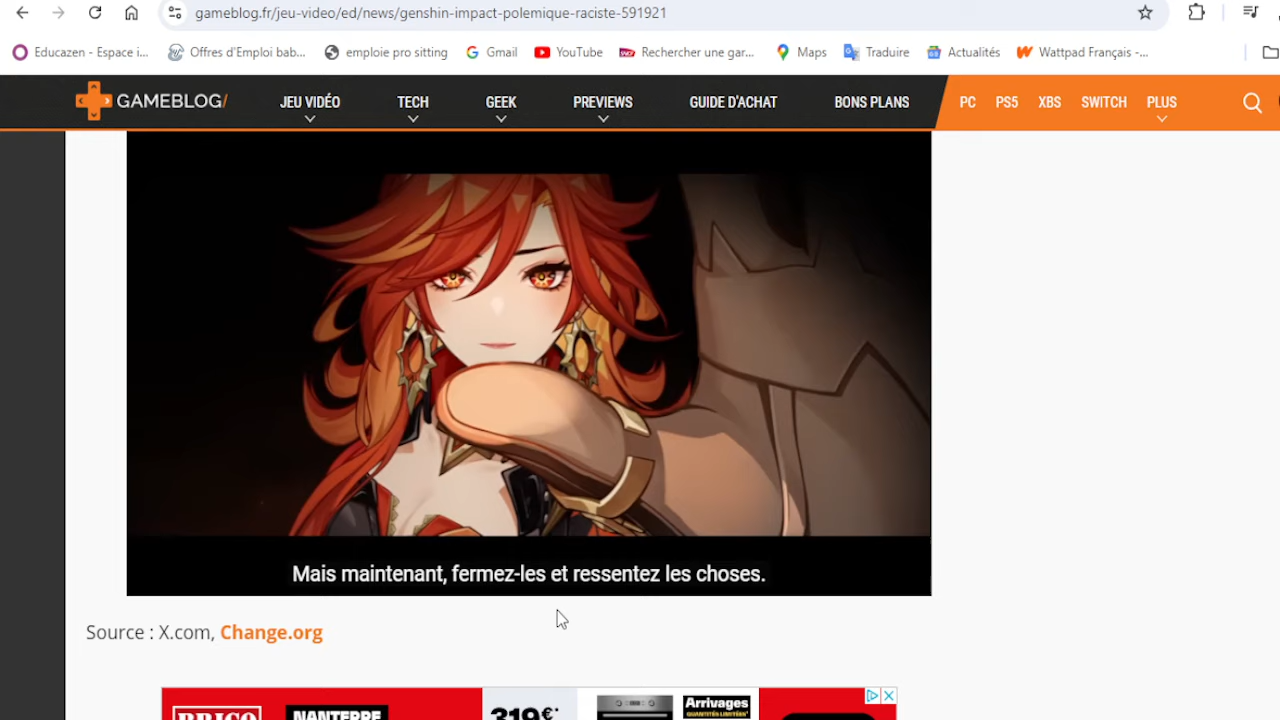 gameblog.fr/jeu-video/ed/news/genshin-impact-polemique-raciste-591921
Educazen - Espace i... Offres d'Emploi bab... emploie pro sitting Gmail YouTube Rechercher une gar... Maps Traduire Actualités Wattpad Français -...
GAMEBLOG/ JEU VIDÉO TECH GEEK PREVIEWS GUIDE D'ACHAT BONS PLANS PC PS5 XBS SWITCH PLUS
Mais maintenant, fermez-les et ressentez les choses.
Source : X.com, Change.org
BRICO NANTERRE 319€* Arrivages
QUANTITÉS LIMITÉES*